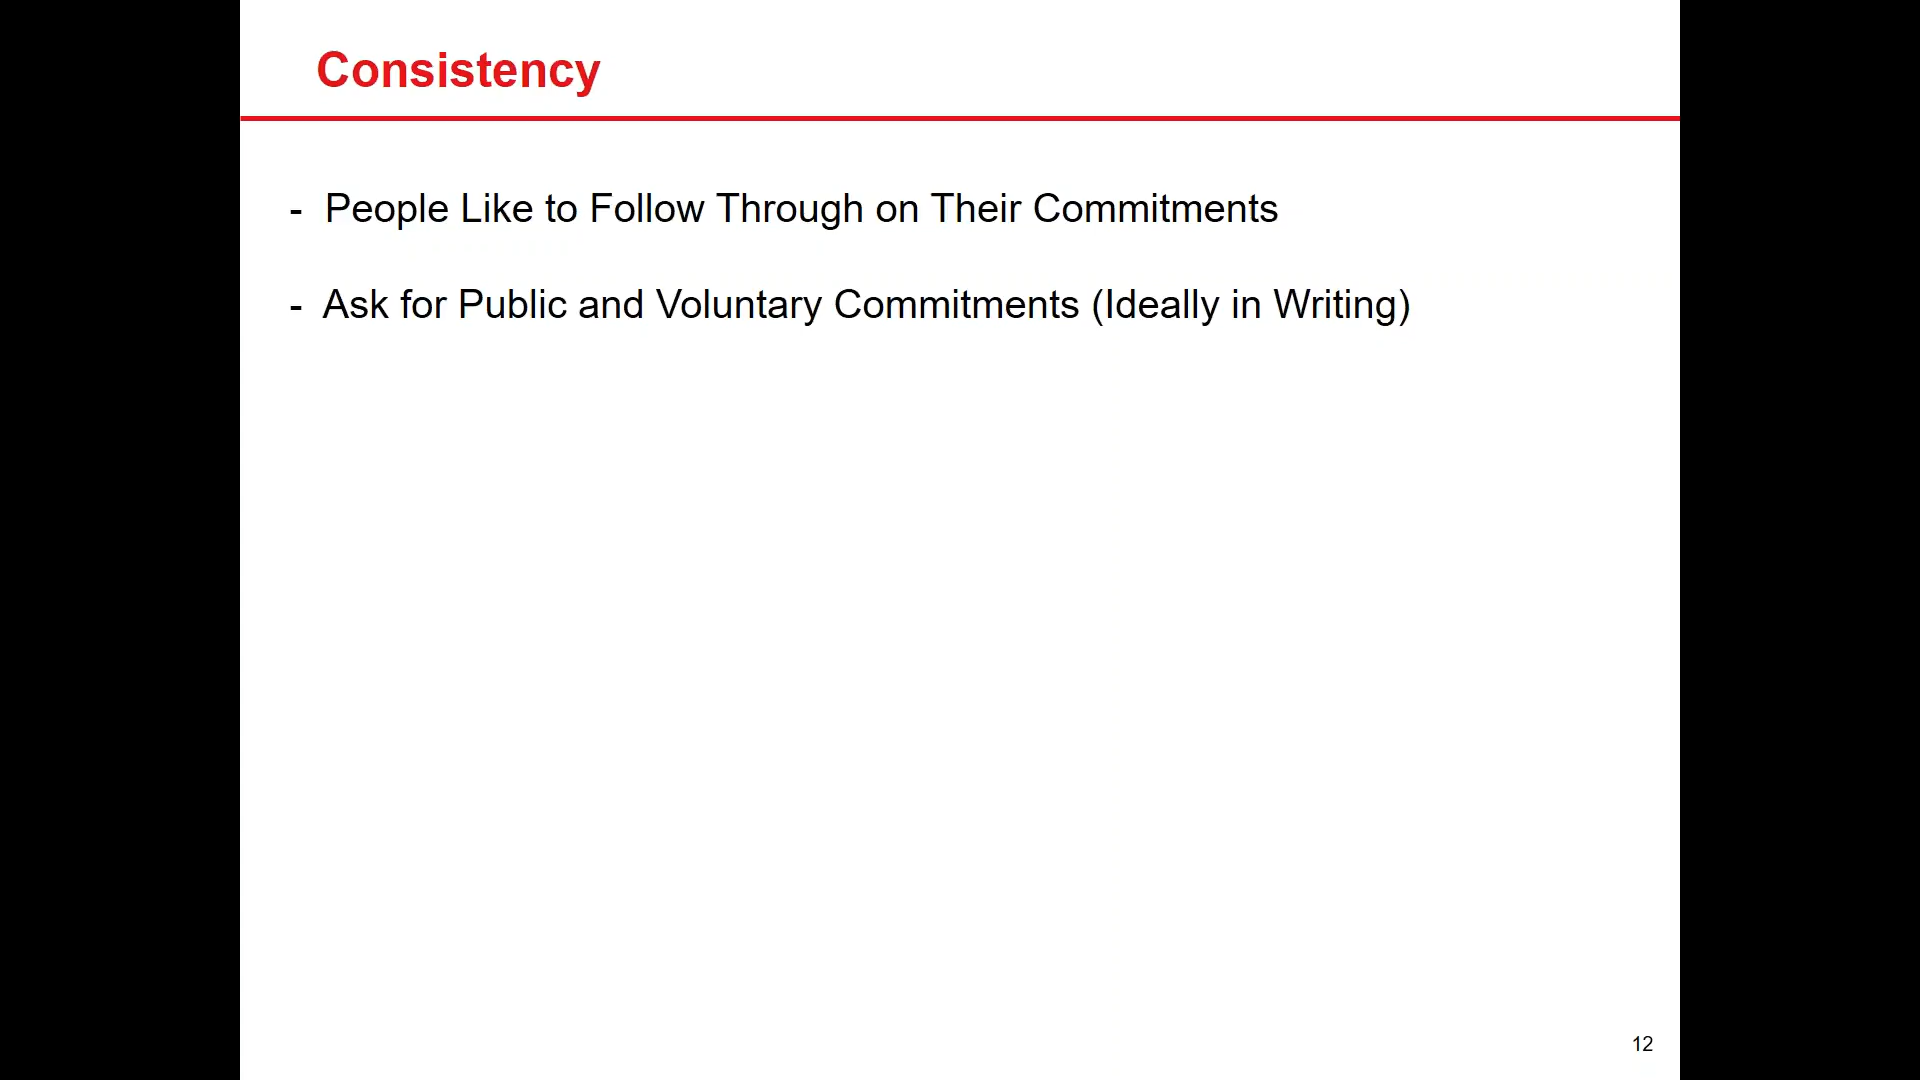 Consistency
- People Like to Follow Through on Their Commitments
- Ask for Public and Voluntary Commitments (Ideally in Writing)
12